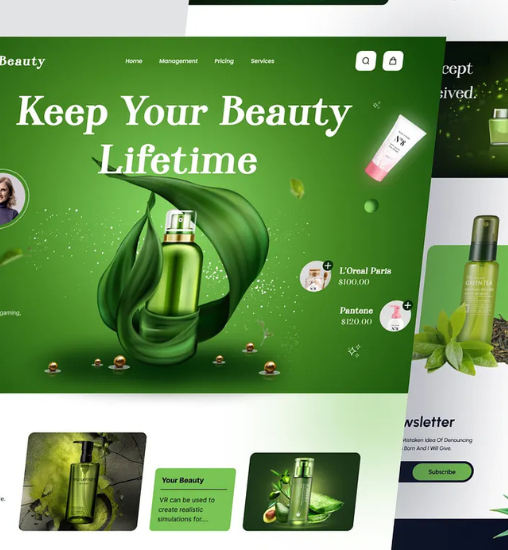 Beauty
Home
Management
Pricing
Services
Keep Your Beauty
Lifetime
L'Oreal Paris
$100.00
Pantene
$120.00
gaming,
Your Beauty
VR can be used to
create realistic
simulations for....
cept
eived.
GREEN TEA
wsletter
Mistaken Idea Of Denouncing
Born And I Will Give.
Subscribe